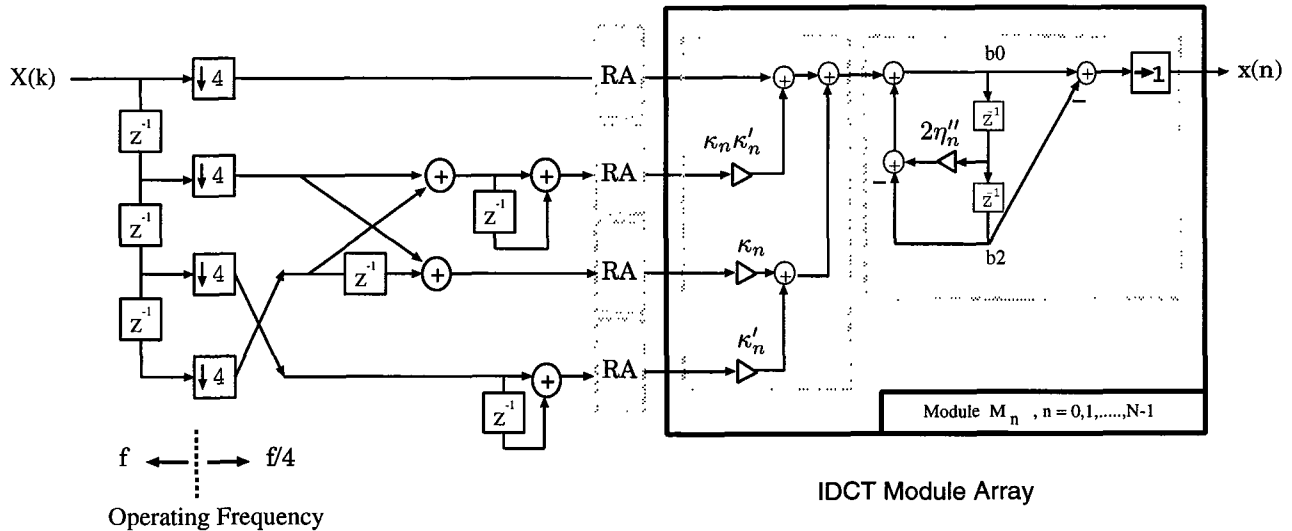 X(k)
↓4
RA
b0
→1
x(n)
z⁻¹
z⁻¹
2η″ₙ
κₙκ′ₙ
↓4
+
z⁻¹
+
RA
z⁻¹
z⁻¹
κₙ
b2
↓4
z⁻¹
+
RA
z⁻¹
κ′ₙ
↓4
+
RA
z⁻¹
Module Mₙ , n = 0,1,.....,N-1
f
f/4
IDCT Module Array
Operating Frequency